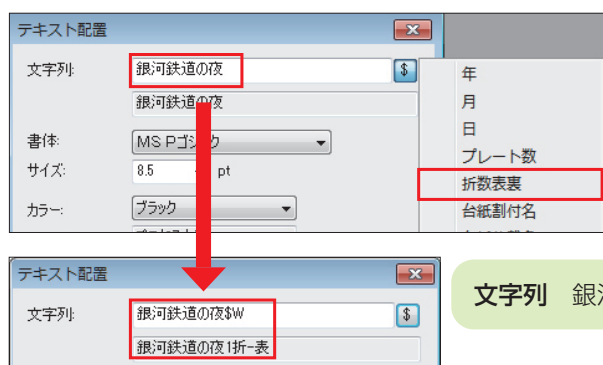 テキスト配置
文字列: 銀河鉄道の夜 $
銀河鉄道の夜
書体: MS Pゴシック
サイズ: 8.5 pt
カラー: ブラック
年
月
日
プレート数
折数表裏
台紙割付名
テキスト配置
文字列: 銀河鉄道の夜$W $
銀河鉄道の夜1折-表
文字列 銀河